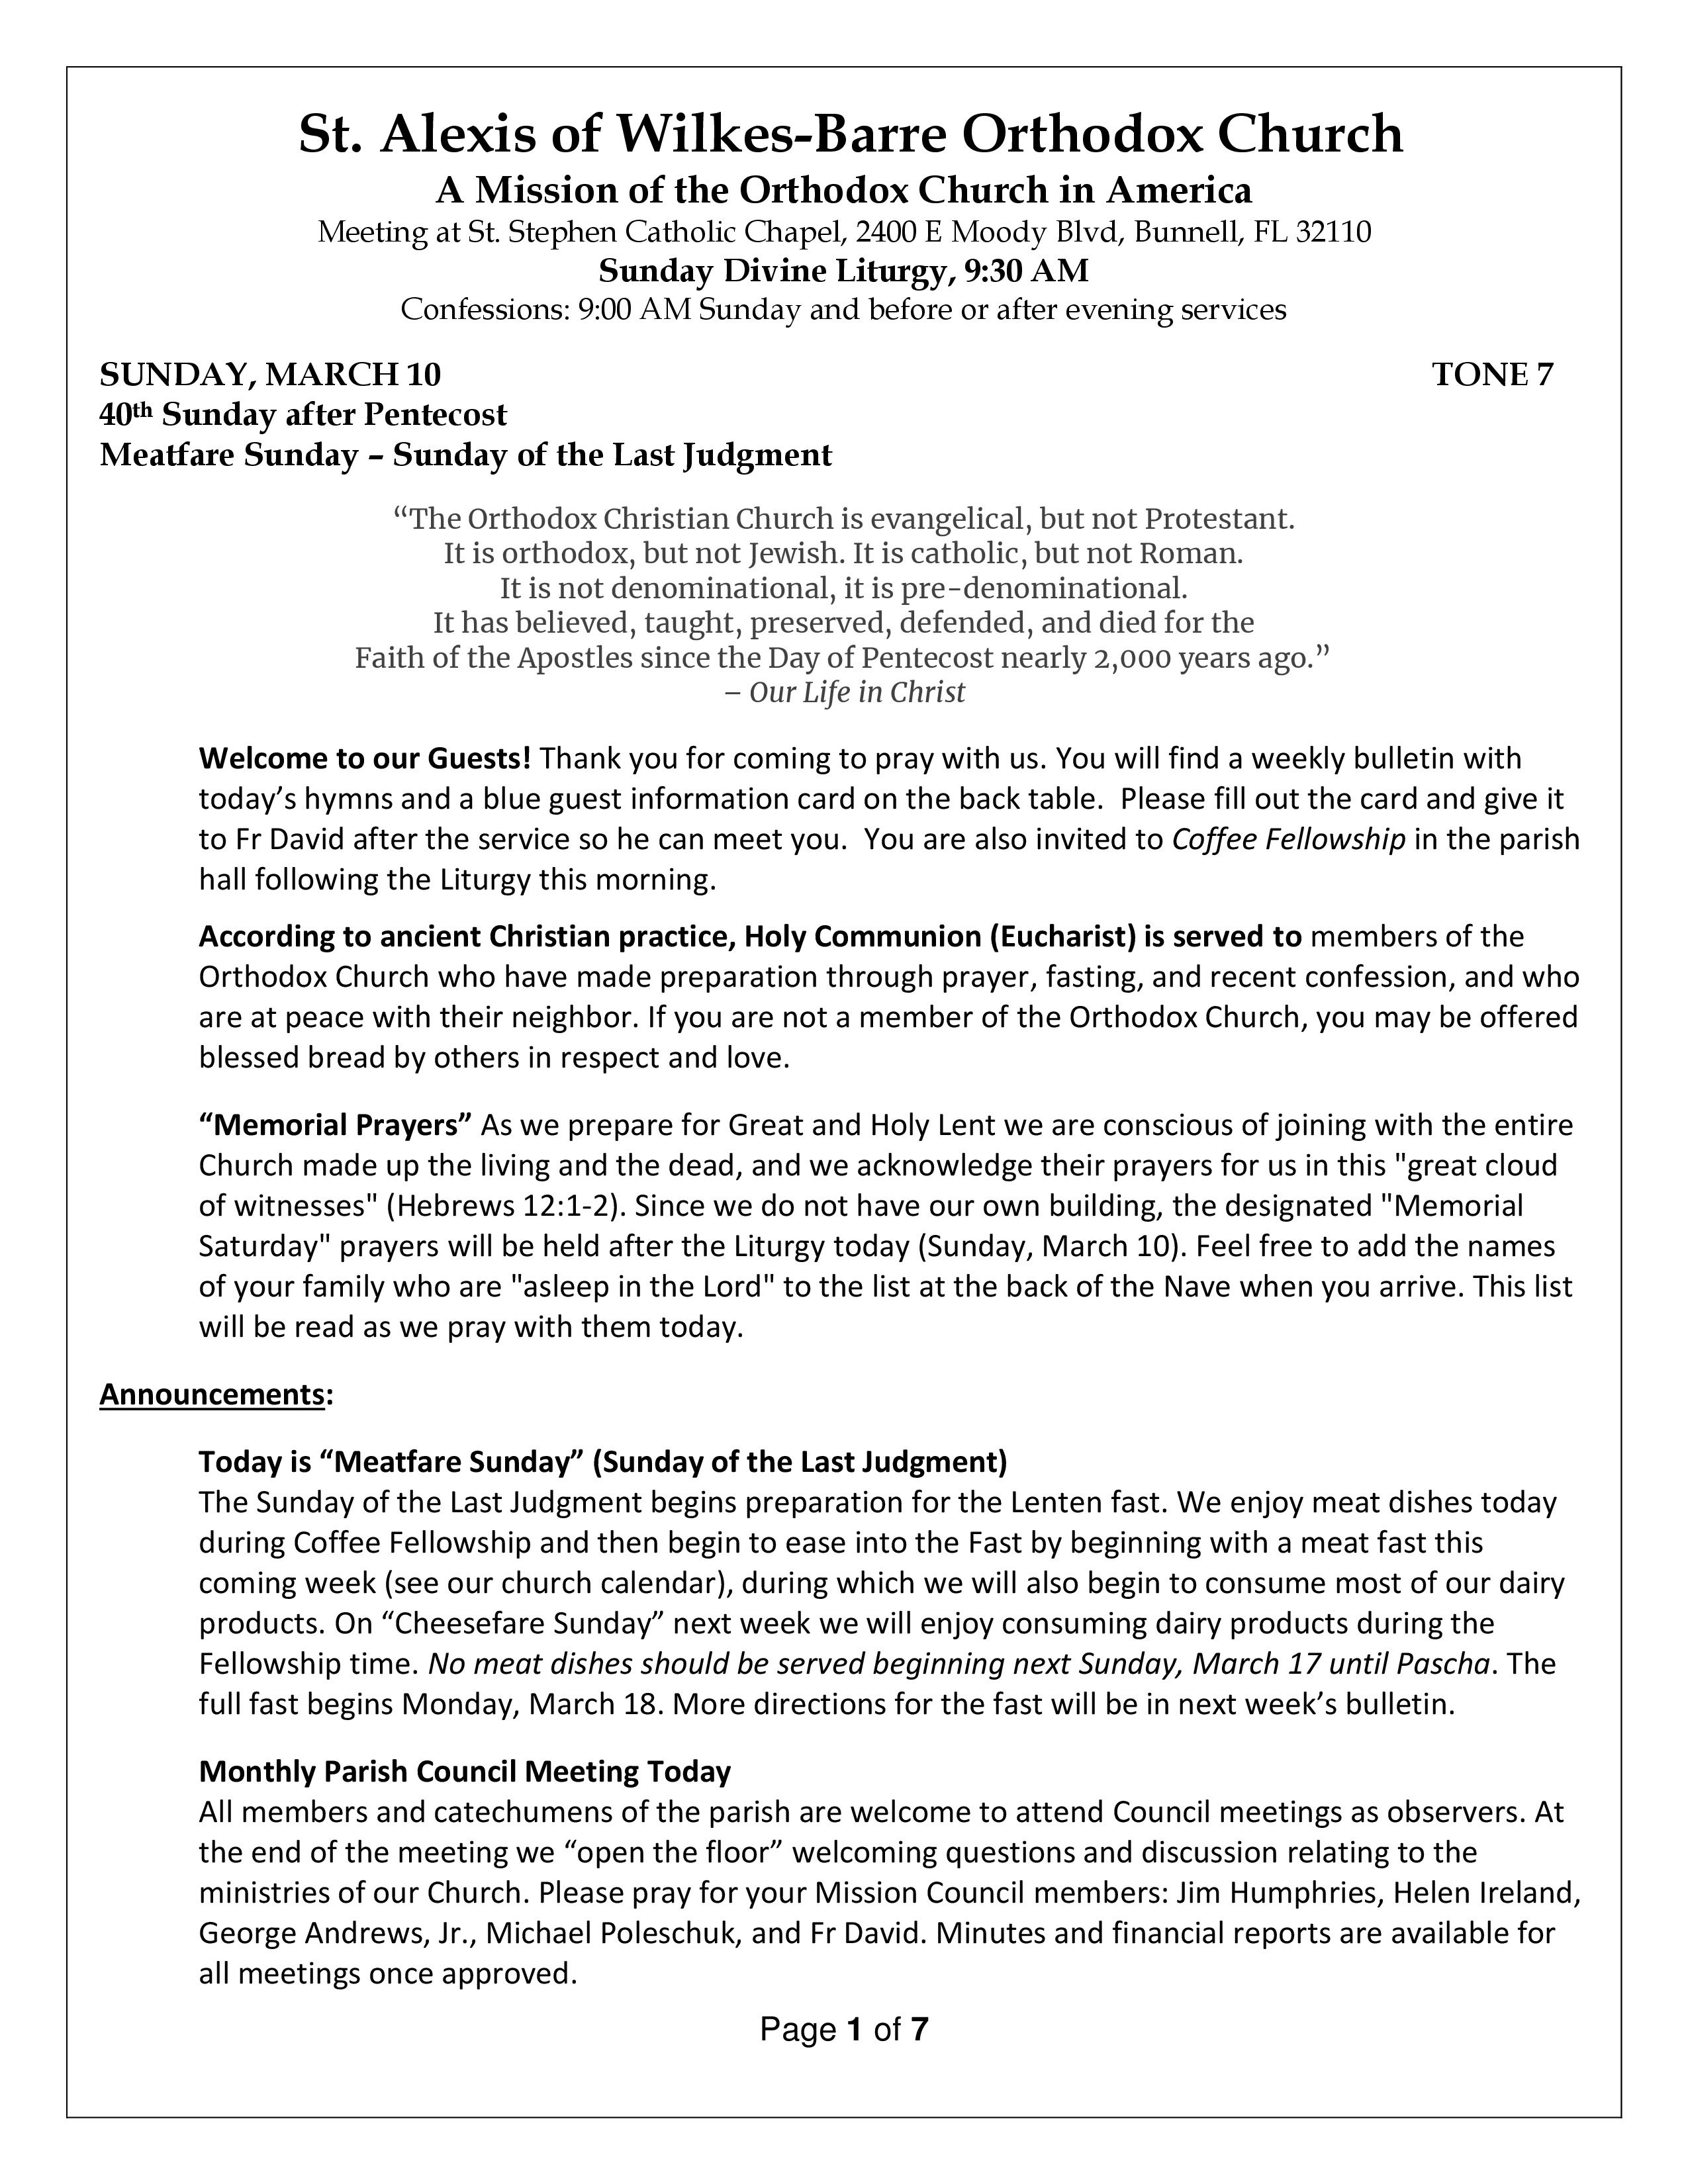 St. Alexis of Wilkes-Barre Orthodox Church
A Mission of the Orthodox Church in America
Meeting at St. Stephen Catholic Chapel, 2400 E Moody Blvd, Bunnell, FL 32110
Sunday Divine Liturgy, 9:30 AM
Confessions: 9:00 AM Sunday and before or after evening services
SUNDAY, MARCH 10 TONE 7
40th Sunday after Pentecost
Meatfare Sunday – Sunday of the Last Judgment
“The Orthodox Christian Church is evangelical, but not Protestant.
It is orthodox, but not Jewish. It is catholic, but not Roman.
It is not denominational, it is pre-denominational.
It has believed, taught, preserved, defended, and died for the
Faith of the Apostles since the Day of Pentecost nearly 2,000 years ago.”
– Our Life in Christ
Welcome to our Guests! Thank you for coming to pray with us. You will find a weekly bulletin with
today’s hymns and a blue guest information card on the back table.  Please fill out the card and give it
to Fr David after the service so he can meet you.  You are also invited to Coffee Fellowship in the parish
hall following the Liturgy this morning.
According to ancient Christian practice, Holy Communion (Eucharist) is served to members of the
Orthodox Church who have made preparation through prayer, fasting, and recent confession, and who
are at peace with their neighbor. If you are not a member of the Orthodox Church, you may be offered
blessed bread by others in respect and love.
“Memorial Prayers” As we prepare for Great and Holy Lent we are conscious of joining with the entire
Church made up the living and the dead, and we acknowledge their prayers for us in this "great cloud
of witnesses" (Hebrews 12:1-2). Since we do not have our own building, the designated "Memorial
Saturday" prayers will be held after the Liturgy today (Sunday, March 10). Feel free to add the names
of your family who are "asleep in the Lord" to the list at the back of the Nave when you arrive. This list
will be read as we pray with them today.
Announcements:
Today is “Meatfare Sunday” (Sunday of the Last Judgment)
The Sunday of the Last Judgment begins preparation for the Lenten fast. We enjoy meat dishes today
during Coffee Fellowship and then begin to ease into the Fast by beginning with a meat fast this
coming week (see our church calendar), during which we will also begin to consume most of our dairy
products. On “Cheesefare Sunday” next week we will enjoy consuming dairy products during the
Fellowship time. No meat dishes should be served beginning next Sunday, March 17 until Pascha. The
full fast begins Monday, March 18. More directions for the fast will be in next week’s bulletin.
Monthly Parish Council Meeting Today
All members and catechumens of the parish are welcome to attend Council meetings as observers. At
the end of the meeting we “open the floor” welcoming questions and discussion relating to the
ministries of our Church. Please pray for your Mission Council members: Jim Humphries, Helen Ireland,
George Andrews, Jr., Michael Poleschuk, and Fr David. Minutes and financial reports are available for
all meetings once approved.
Page 1 of 7